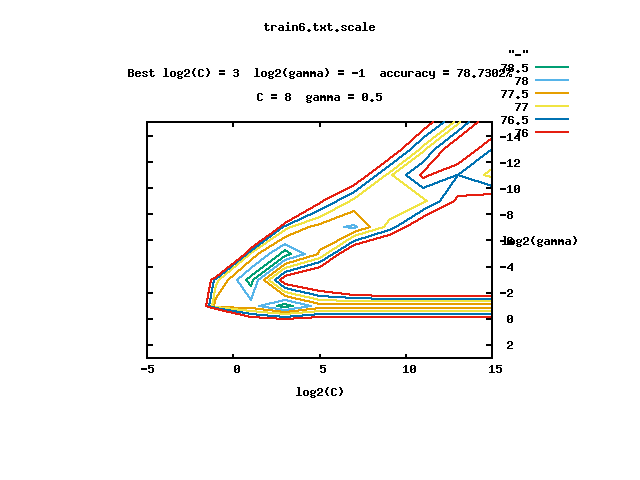 train6.txt.scale
"-"
Best log2(C) = 3  log2(gamma) = -1  accuracy = 78.7302%
78.5
78
C = 8  gamma = 0.5
77.5
77
76.5
76
-14
-12
-10
-8
-6
log2(gamma)
-4
-2
0
2
-5 0 5 10 15
log2(C)